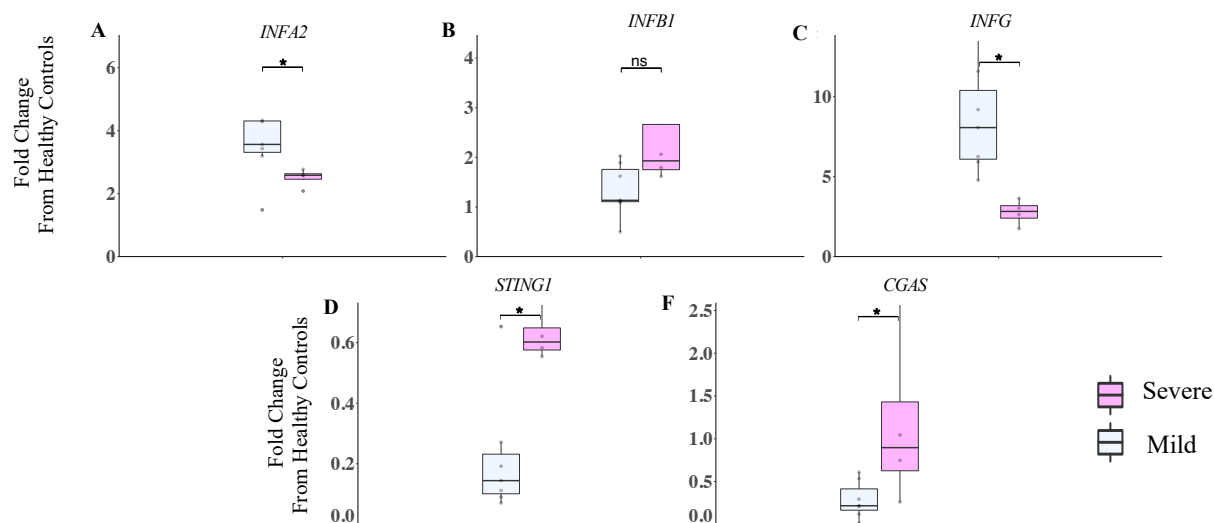 A
INFA2
B
INFB1
C
INFG
Fold Change
From Healthy Controls
6
4
2
0
*
4
3
2
1
0
ns
10
5
0
*
D
STING1
F
CGAS
Fold Change
From Healthy Controls
0.6
0.6
0.2
0.0
*
2.5
2.0
1.5
1.0
0.5
0.0
*
Severe
Mild